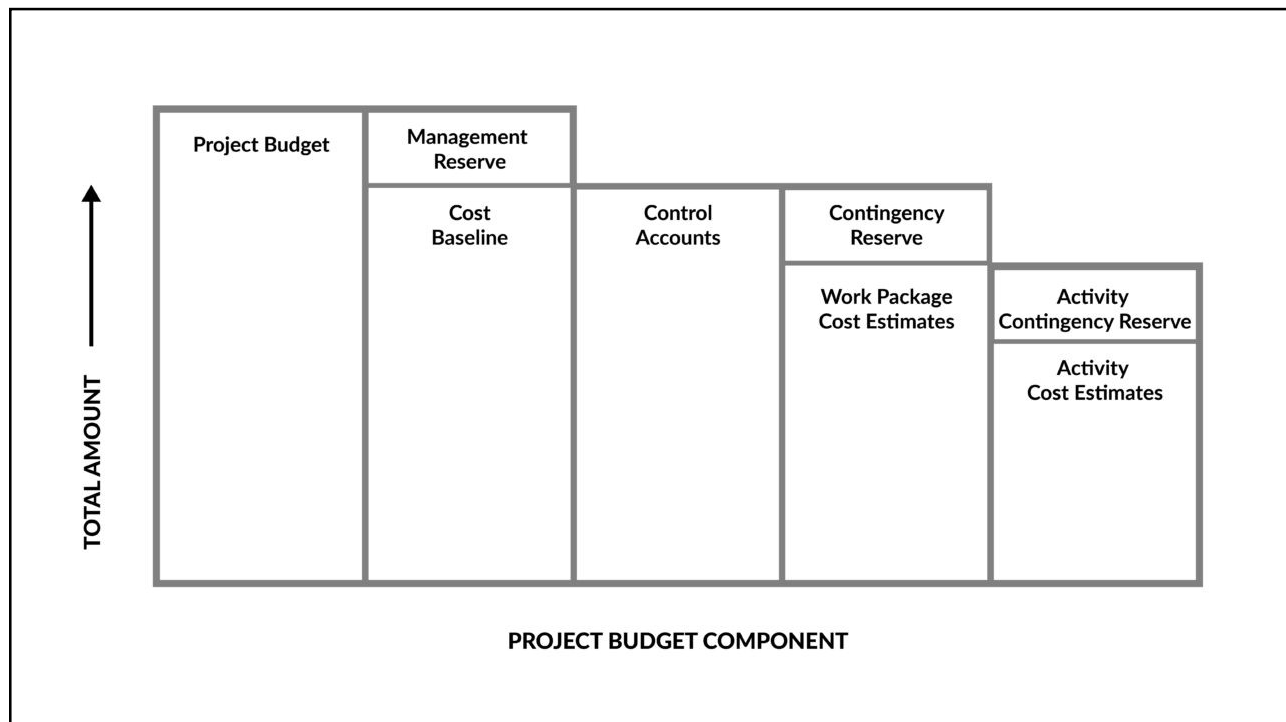 Project Budget
Management
Reserve
Cost
Baseline
Control
Accounts
Contingency
Reserve
Work Package
Cost Estimates
Activity
Contingency Reserve
Activity
Cost Estimates
TOTAL AMOUNT
PROJECT BUDGET COMPONENT